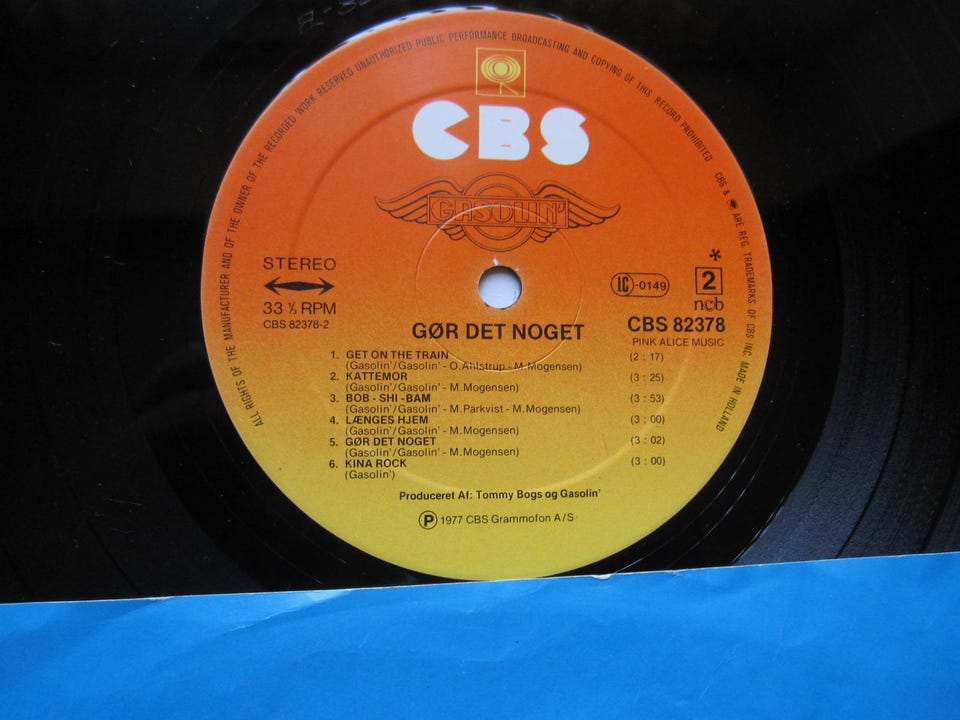 ALL RIGHTS OF THE MANUFACTURER AND OF THE OWNER OF THE RECORDED WORK RESERVED UNAUTHORIZED PUBLIC PERFORMANCE BROADCASTING AND COPYING OF THIS RECORD PROHIBITED
CBS & ARE REG. TRADEMARKS OF CBS INC. MADE IN HOLLAND
CBS
GASOLIN'
STEREO
33 ⅓ RPM
CBS 82378-2
LC-0149
*
2
ncb
CBS 82378
PINK ALICE MUSIC
GØR DET NOGET
1. GET ON THE TRAIN (2 : 17)
(Gasolin'/Gasolin' - O.Ahlstrup - M.Mogensen)
2. KATTEMOR (3 : 25)
(Gasolin'/Gasolin' - M.Mogensen)
3. BOB - SHI -BAM (3 : 53)
(Gasolin'/Gasolin' - M.Parkvist - M.Mogensen)
4. LÆNGES HJEM (3 : 00)
(Gasolin'/Gasolin' - M.Mogensen)
5. GØR DET NOGET (3 : 02)
(Gasolin'/Gasolin' - M.Mogensen)
6. KINA ROCK (3 : 00)
(Gasolin')
Produceret Af: Tommy Bogs og Gasolin'
Ⓟ 1977 CBS Grammofon A/S